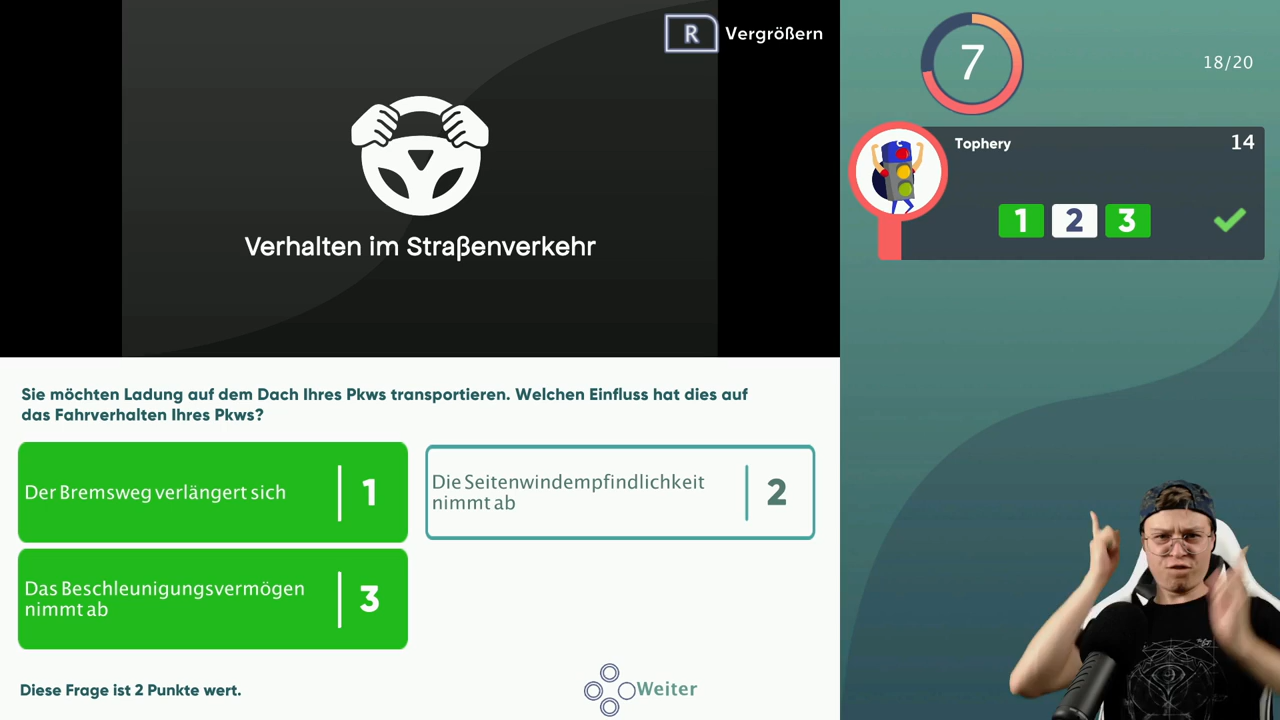 R Vergrößern
Verhalten im Straßenverkehr
Sie möchten Ladung auf dem Dach Ihres Pkws transportieren. Welchen Einfluss hat dies auf
das Fahrverhalten Ihres Pkws?
Der Bremsweg verlängert sich 1
Die Seitenwindempfindlichkeit
nimmt ab
2
Das Beschleunigungsvermögen
nimmt ab
3
Diese Frage ist 2 Punkte wert.
Weiter
7
18/20
Tophery 14
1 2 3